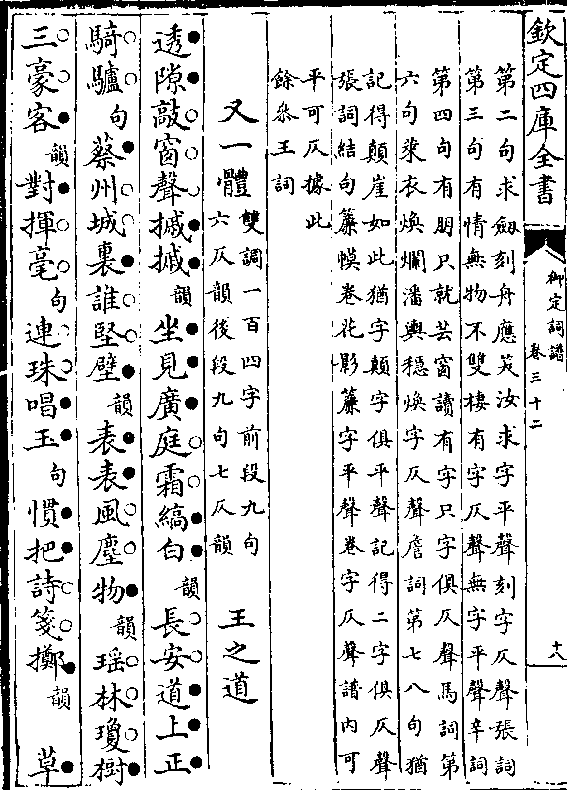 欽定四庫全書
御定詞譜
卷三十二
十八
第二句求劔刻舟應笑汝求字平聲刻字仄聲張詞
第三句有情無物不雙棲有字仄聲無字平聲辛詞
第四句有朋只就芸窗讀有字只字俱仄聲馬詞第
六句萊衣煥爛潘輿穩煥字仄聲詹詞第七八句猶
記得顛崖如此猶字顛字俱平聲記得二字俱仄聲
張詞結句簾幙卷花影簾字平聲卷字仄聲譜内可
平可仄據此
餘叅王詞
又一體 雙調一百四字前段九句
六仄韻後段九句七仄韻 王之道
透隙敲窗聲摵摵韻坐見廣庭霜縞白韻長安道上正
騎驢句蔡州城裏誰堅壁韻表表風塵物韻瑶林瓊樹
三豪客韻對揮毫句連珠唱玉句慣把詩箋擲韻 草